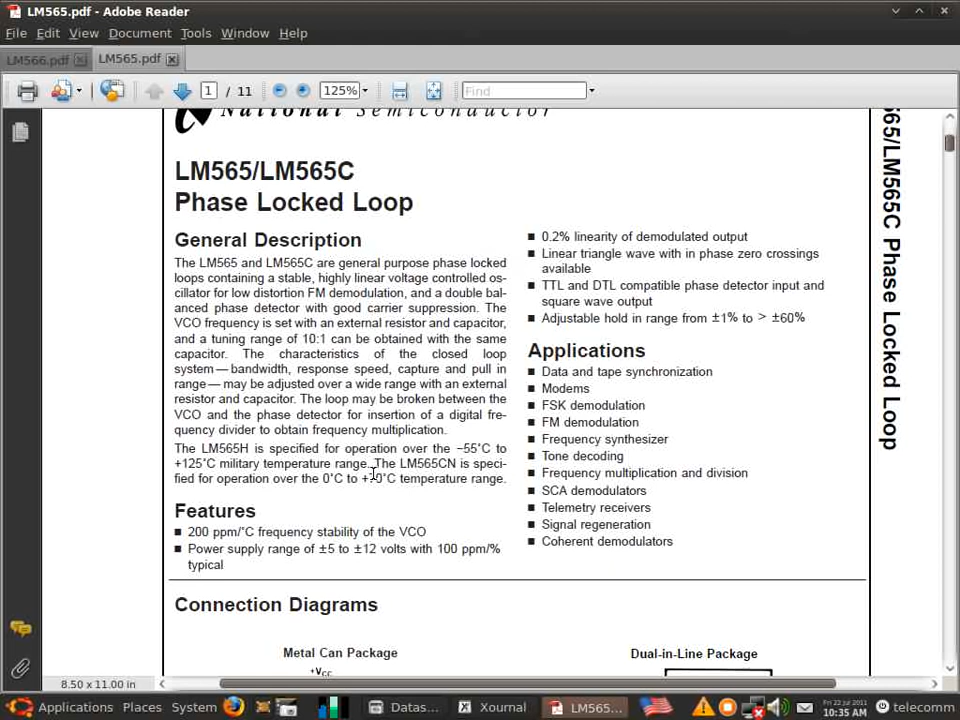 LM565.pdf - Adobe Reader
File Edit View Document Tools Window Help
LM566.pdf LM565.pdf
1 / 11 125% Find
National Semiconductor
LM565/LM565C
Phase Locked Loop
General Description
The LM565 and LM565C are general purpose phase locked
loops containing a stable, highly linear voltage controlled os-
cillator for low distortion FM demodulation, and a double bal-
anced phase detector with good carrier suppression. The
VCO frequency is set with an external resistor and capacitor,
and a tuning range of 10:1 can be obtained with the same
capacitor. The characteristics of the closed loop
system — bandwidth, response speed, capture and pull in
range — may be adjusted over a wide range with an external
resistor and capacitor. The loop may be broken between the
VCO and the phase detector for insertion of a digital fre-
quency divider to obtain frequency multiplication.
The LM565H is specified for operation over the −55˚C to
+125˚C military temperature range. The LM565CN is speci-
fied for operation over the 0˚C to +70˚C temperature range.
Features
■ 200 ppm/˚C frequency stability of the VCO
■ Power supply range of ±5 to ±12 volts with 100 ppm/%
typical
■ 0.2% linearity of demodulated output
■ Linear triangle wave with in phase zero crossings
available
■ TTL and DTL compatible phase detector input and
square wave output
■ Adjustable hold in range from ±1% to > ±60%
Applications
■ Data and tape synchronization
■ Modems
■ FSK demodulation
■ FM demodulation
■ Frequency synthesizer
■ Tone decoding
■ Frequency multiplication and division
■ SCA demodulators
■ Telemetry receivers
■ Signal regeneration
■ Coherent demodulators
Connection Diagrams
Metal Can Package
+VCC
Dual-in-Line Package
565/LM565C Phase Locked Loop
8.50 x 11.00 in
Applications Places System Datas... Xournal LM565... Fri 22 Jul 2011 10:35 AM telecomm